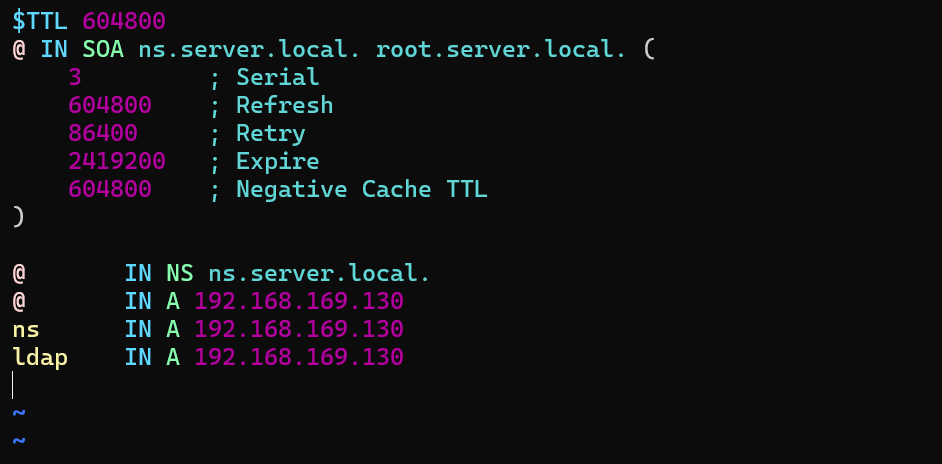 $TTL 604800
@ IN SOA ns.server.local. root.server.local. (
    3         ; Serial
    604800    ; Refresh
    86400     ; Retry
    2419200   ; Expire
    604800    ; Negative Cache TTL
)
@       IN NS ns.server.local.
@       IN A 192.168.169.130
ns      IN A 192.168.169.130
ldap    IN A 192.168.169.130
~
~